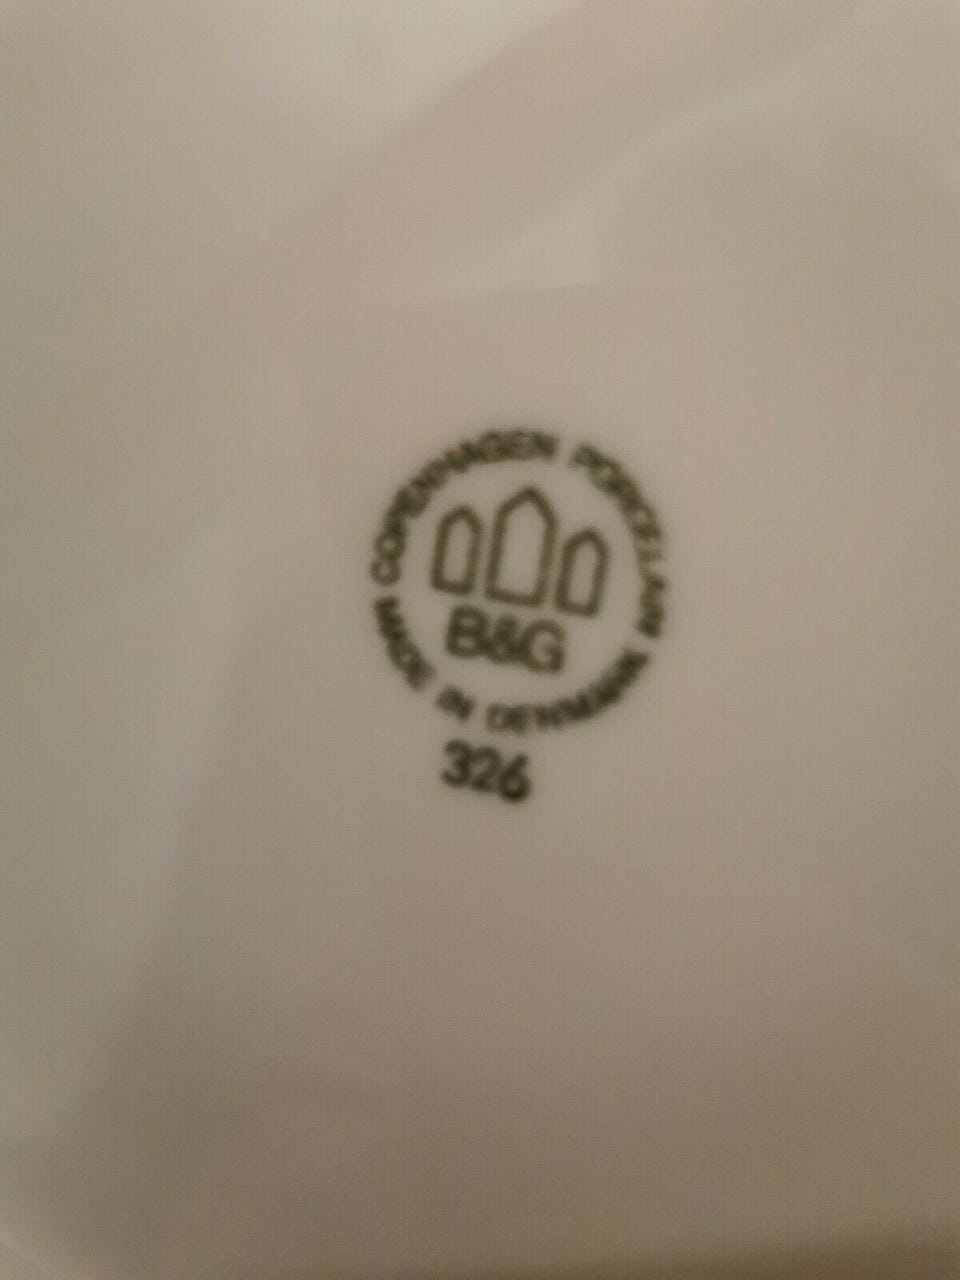 COPENHAGEN PORCELAIN
B&G
MADE IN DENMARK
326